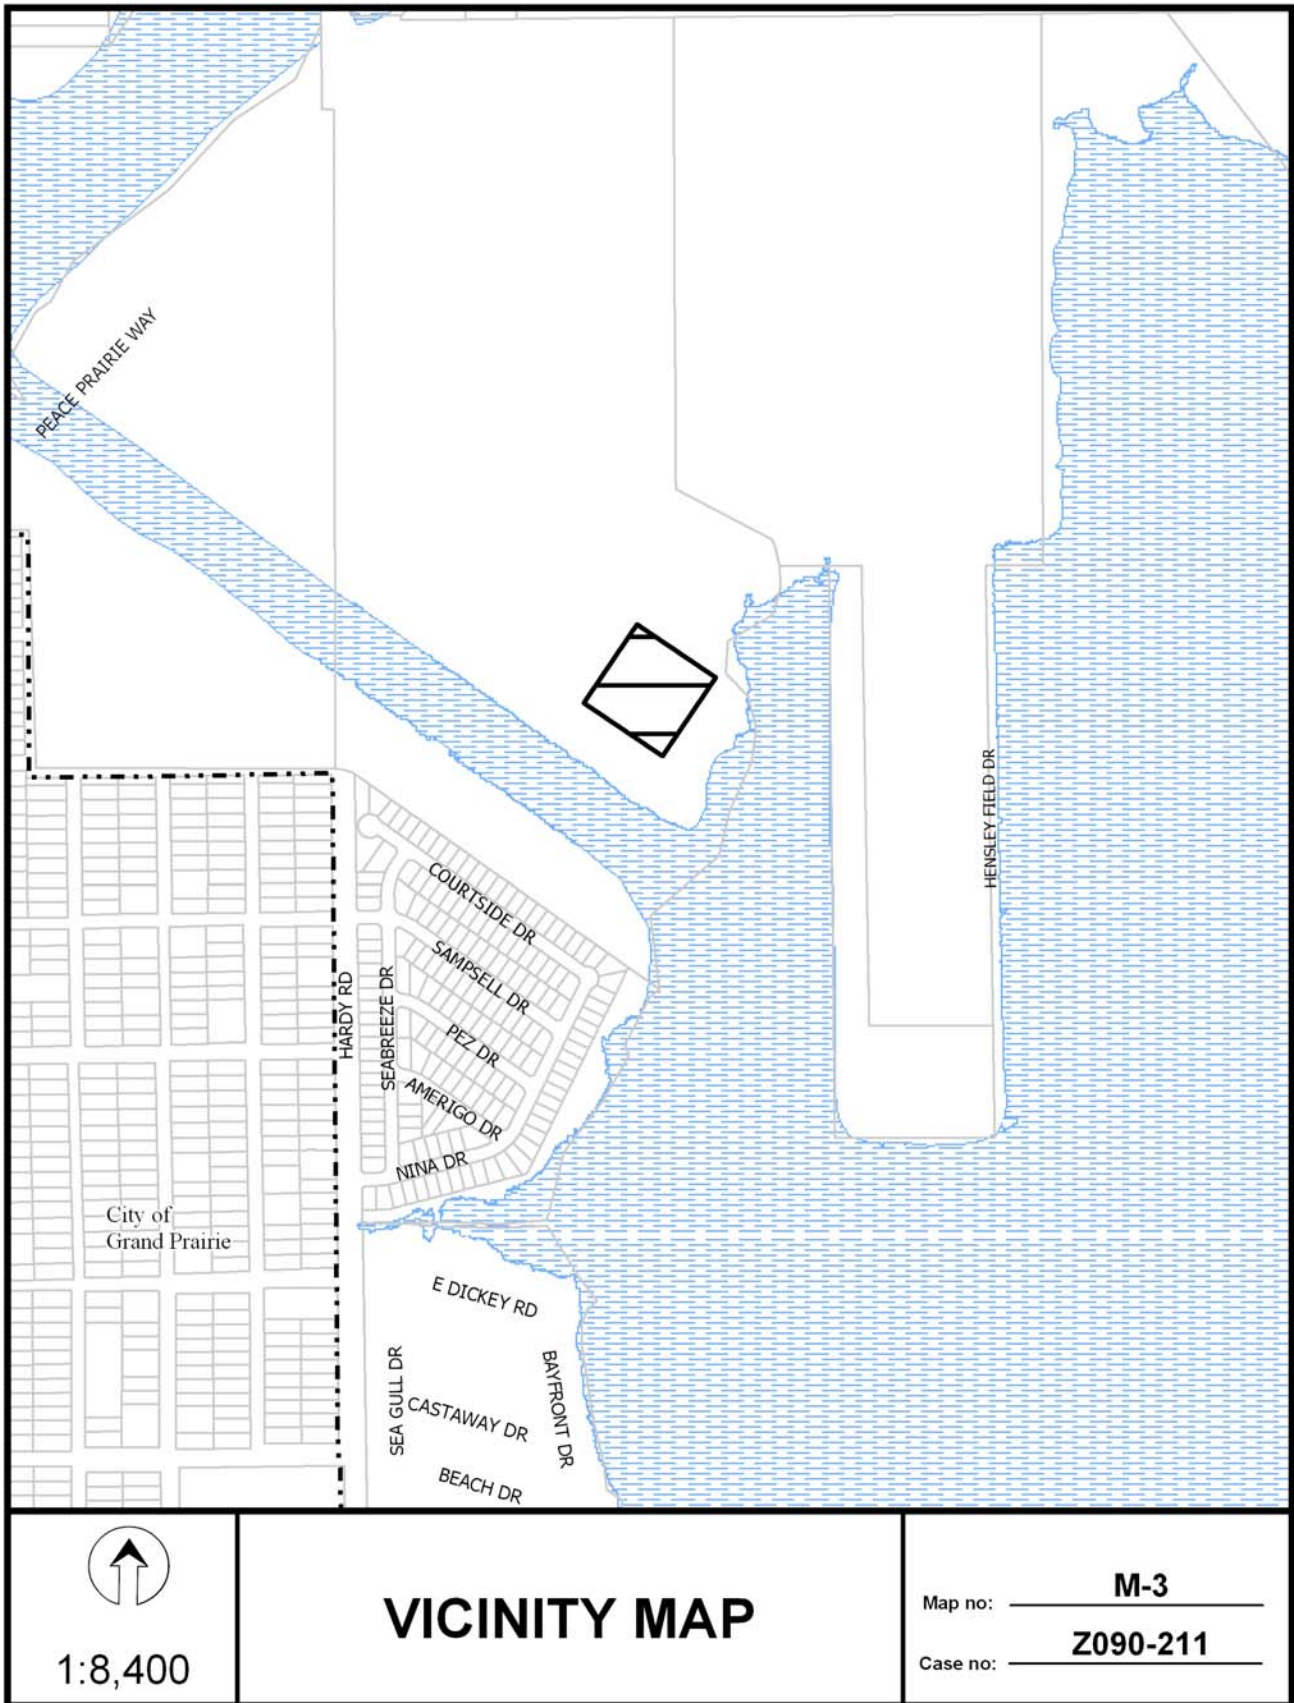 PEACE PRAIRIE WAY
HENSLEY FIELD DR
COURTSIDE DR
SAMPSELL DR
HARDY RD
SEABREEZE DR
PEZ DR
AMERIGO DR
NINA DR
City of
Grand Prairie
E DICKEY RD
SEA GULL DR
BAYFRONT DR
CASTAWAY DR
BEACH DR
1:8,400
VICINITY MAP
Map no: M-3
Case no: Z090-211